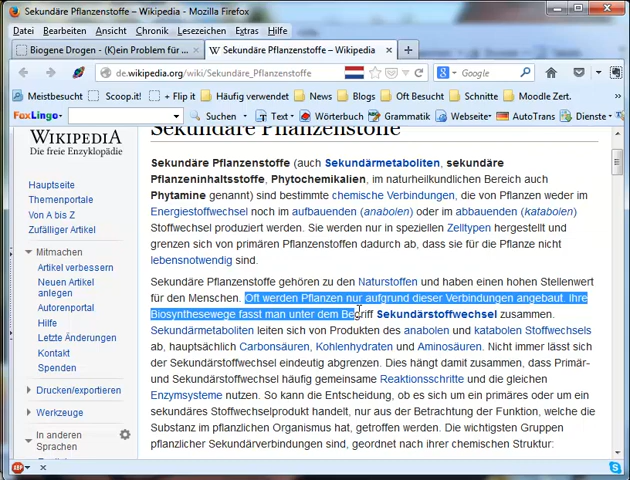 Sekundäre Pflanzenstoffe – Wikipedia - Mozilla Firefox
Datei Bearbeiten Ansicht Chronik Lesezeichen Extras Hilfe
Biogene Drogen - (K)ein Problem für ... × W Sekundäre Pflanzenstoffe – Wikipedia × +
de.wikipedia.org/wiki/Sekundäre_Pflanzenstoffe Google
Meistbesucht Scoop.it! + Flip it Häufig verwendet News Blogs Of Besuche Schnittchen Moodle Zert.
FoxLingo Suchen Text Wörterbuch Grammatik Website AutoTrans Dienste
WIKIPEDIA
Die freie Enzyklopädie
Hauptseite
Themenportale
Von A bis Z
Zufälliger Artikel
Mitmachen
Artikel verbessern
Neuen Artikel
anlegen
Autorenportal
Hilfe
Letzte Änderungen
Kontakt
Spenden
Drucken/exportieren
Werkzeuge
In anderen
Sprachen
Sekundäre Pflanzenstoffe
Sekundäre Pflanzenstoffe (auch Sekundärmetaboliten, sekundäre
Pflanzeninhaltsstoffe, Phytochemikalien, im naturheilkundlichen Bereich auch
Phytamine genannt) sind bestimmte chemische Verbindungen, die von Pflanzen weder im
Energiestoffwechsel noch im aufbauenden (anabolen) oder im abbauenden (katabolen)
Stoffwechsel produziert werden. Sie werden nur in speziellen Zelltypen hergestellt und
grenzen sich von primären Pflanzenstoffen dadurch ab, dass sie für die Pflanze nicht
lebensnotwendig sind.
Sekundäre Pflanzenstoffe gehören zu den Naturstoffen und haben einen hohen Stellenwert
für den Menschen. Oft werden Pflanzen nur aufgrund dieser Verbindungen angebaut. Ihre
Biosynthesewege fasst man unter dem Begriff Sekundärstoffwechsel zusammen.
Sekundärmetaboliten leiten sich von Produkten des anabolen und katabolen Stoffwechsels
ab, hauptsächlich Carbonsäuren, Kohlenhydraten und Aminosäuren. Nicht immer lässt sich
der Sekundärstoffwechsel eindeutig abgrenzen. Dies hängt damit zusammen, dass Primär-
und Sekundärstoffwechsel häufig gemeinsame Reaktionsschritte und die gleichen
Enzymsysteme nutzen. So kann die Entscheidung, ob es sich um ein primäres oder um ein
sekundäres Stoffwechselprodukt handelt, nur aus der Betrachtung der Funktion, welche die
Substanz im pflanzlichen Organismus hat, getroffen werden. Die wichtigsten Gruppen
pflanzlicher Sekundärverbindungen sind, geordnet nach ihrer chemischen Struktur:
ABP ×